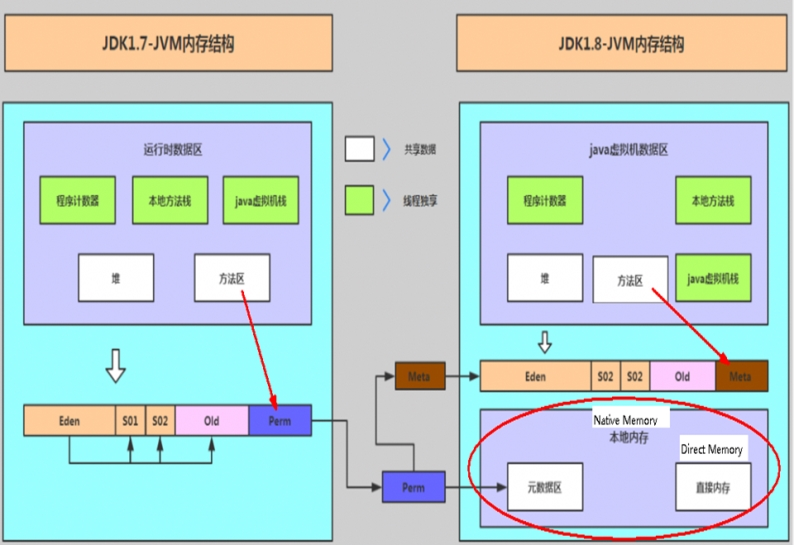 JDK1.7-JVM内存结构
JDK1.8-JVM内存结构
运行时数据区
程序计数器
本地方法栈
java虚拟机栈
堆
方法区
共享数据
线程独享
java虚拟机数据区
程序计数器
本地方法栈
堆
方法区
java虚拟机栈
Eden
S01
S02
Old
Perm
Meta
Perm
Eden
S02
S02
Old
Meta
Native Memory
本地内存
Direct Memory
元数据区
直接内存